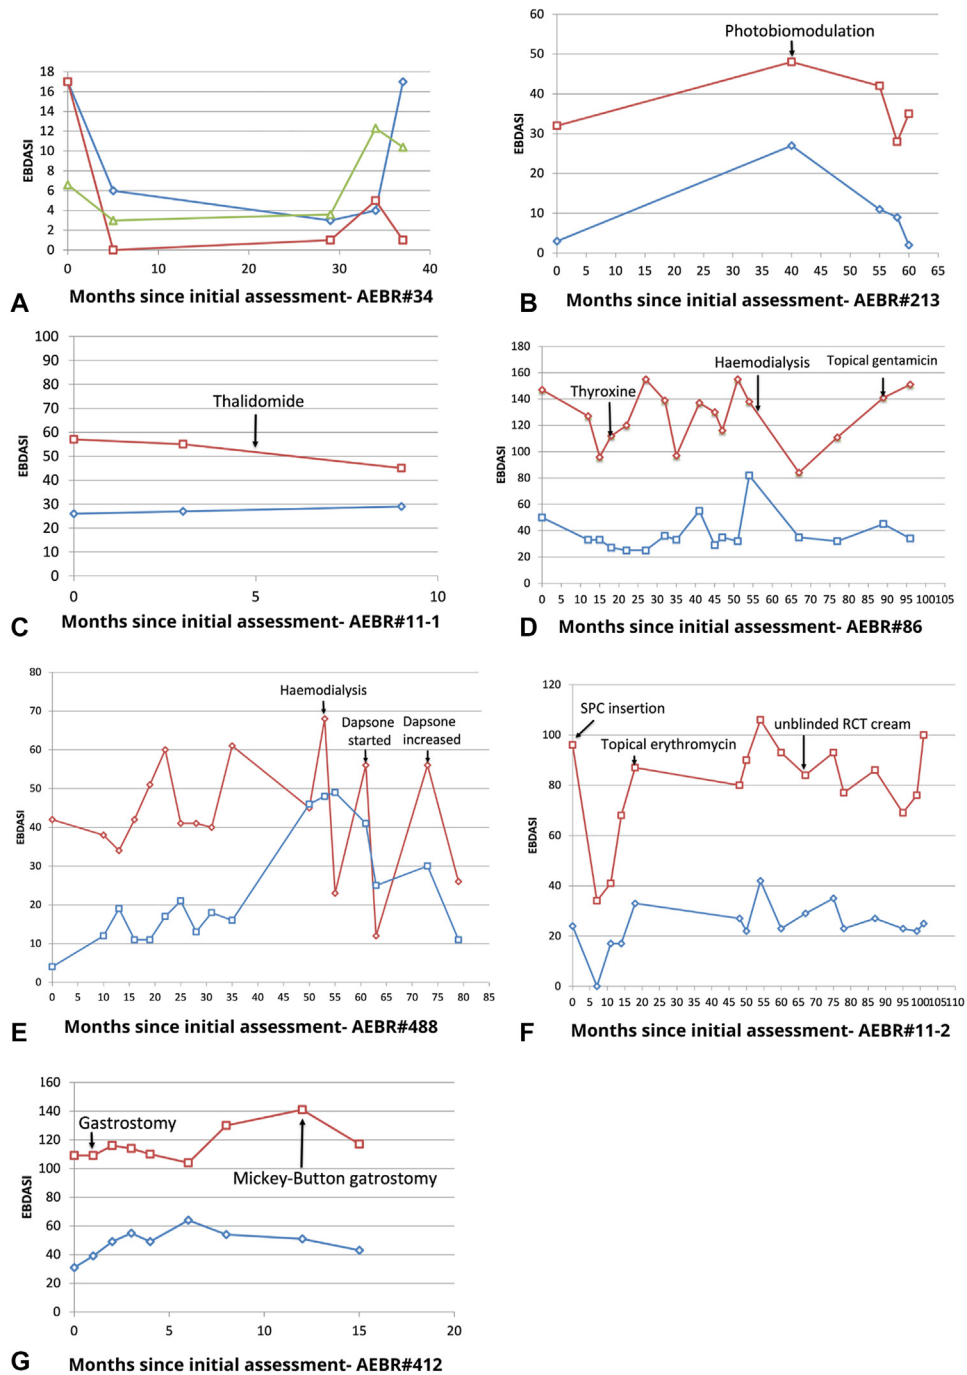 18
16
14
12
10
8
6
4
2
0
EBDASI
0 10 20 30 40
Months since initial assessment- AEBR#34
A
Photobiomodulation
60
50
40
30
20
10
0
EBDASI
0 5 10 15 20 25 30 35 40 45 50 55 60 65
Months since initial assessment- AEBR#213
B
100
90
80
70
60
50
40
30
20
10
0
EBDASI
Thalidomide
0 5 10
Months since initial assessment- AEBR#11-1
C
180
160
140
120
100
80
60
40
20
0
EBDASI
Thyroxine
Haemodialysis
Topical gentamicin
0 5 10 15 20 25 30 35 40 45 50 55 60 65 70 75 80 85 90 95 100105
Months since initial assessment- AEBR#86
D
80
70
60
50
40
30
20
10
0
EBDASI
Haemodialysis
Dapsone
started
Dapsone
increased
0 5 10 15 20 25 30 35 40 45 50 55 60 65 70 75 80 85
Months since initial assessment- AEBR#488
E
120
100
80
60
40
20
0
EBDASI
SPC insertion
Topical erythromycin
unblinded RCT cream
0 5 10 15 20 25 30 35 40 45 50 55 60 65 70 75 80 85 90 95 100105110
Months since initial assessment- AEBR#11-2
F
160
140
120
100
80
60
40
20
0
EBDASI
Gastrostomy
Mickey-Button gatrostomy
0 5 10 15 20
Months since initial assessment- AEBR#412
G